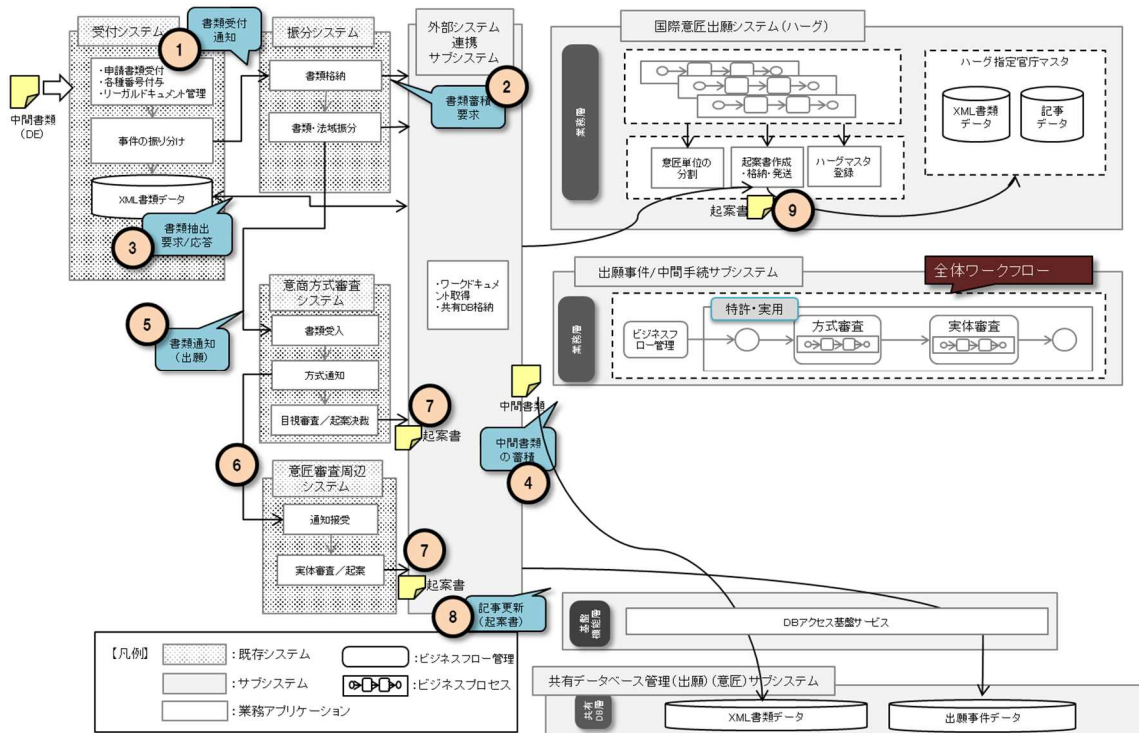 受付システム
1
書類受付
通知
振分システム
外部システム
連携
サブシステム
国際意匠出願システム(ハーグ)
・申請書類受付
・各種番号付与
・リーガルドキュメント管理
中間書類
(DE)
事件の振り分け
XML書類データ
書類抽出
要求/応答
3
書類格納
書類・法域振分
書類蓄積
要求
2
業務層
意匠単位の
分割
起案書作成
・格納・発送
ハーグマスタ
登録
起案書
9
ハーグ指定官庁マスタ
XML書類
データ
記事
データ
出願事件/中間手続サブシステム
全体ワークフロー
業務層
ビジネスフ
ロー管理
特許・実用
方式審査
実体審査
意商方式審査
システム
5
書類通知
(出願)
書類受入
方式通知
目視審査/起案決裁
7
起案書
・ワークドキュメ
ント取得
・共有DB格納
中間書類
中間書類
の蓄積
4
6
意匠審査周辺
システム
通知接受
実体審査/起案
7
起案書
8
記事更新
(起案書)
基盤
機能層
DBアクセス基盤サービス
共有データベース管理(出願)(意匠)サブシステム
共有
DB層
XML書類データ
出願事件データ
【凡例】
:既存システム
:サブシステム
:業務アプリケーション
:ビジネスフロー管理
:ビジネスプロセス